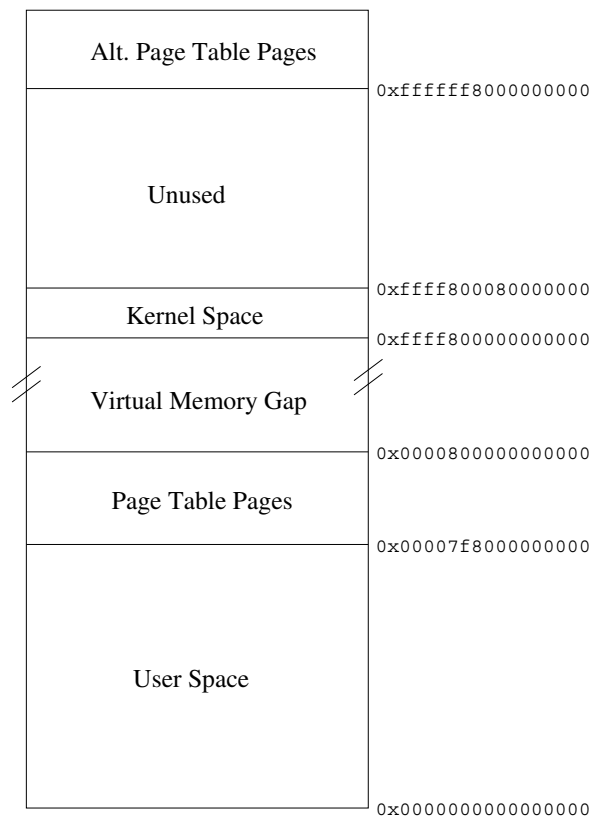 Alt. Page Table Pages
0xffffff8000000000
Unused
0xffff800080000000
Kernel Space
0xffff800000000000
Virtual Memory Gap
0x0000800000000000
Page Table Pages
0x00007f8000000000
User Space
0x0000000000000000